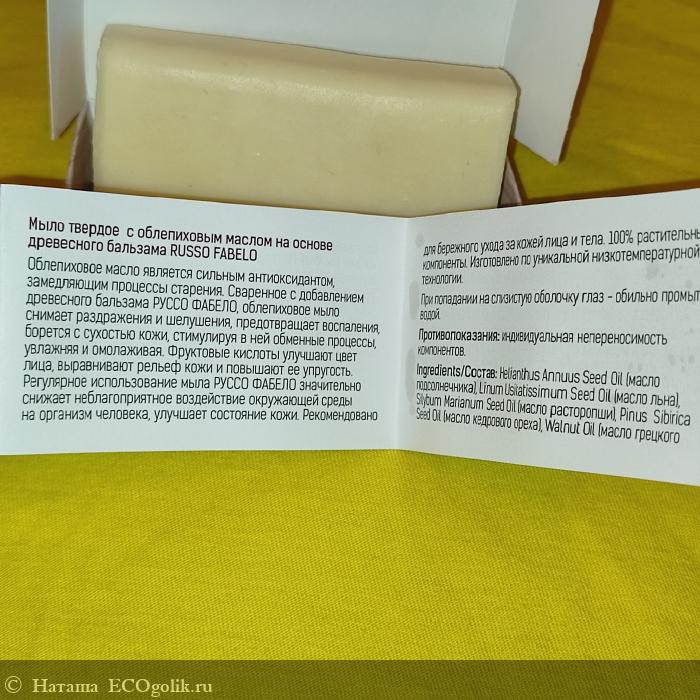 Мыло твердое с облепиховым маслом на основе
древесного бальзама RUSSO FABELO
Облепиховое масло является сильным антиоксидантом,
замедляющим процессы старения. Сваренное с добавлением
древесного бальзама РУССО ФАБЕЛО, облепиховое мыло
снимает раздражения и шелушения, предотвращает воспаления,
борется с сухостью кожи, стимулируя в ней обменные процессы,
увлажняя и омолаживая. Фруктовые кислоты улучшают цвет
лица, выравнивают рельеф кожи и повышают ее упругость.
Регулярное использование мыла РУССО ФАБЕЛО значительно
снижает неблагоприятное воздействие окружающей среды
на организм человека, улучшает состояние кожи. Рекомендовано
для бережного ухода за кожей лица и тела. 100% растительны
компоненты. Изготовлено по уникальной низкотемпературной
технологии.
При попадании на слизистую оболочку глаз - обильно промыт
водой.
Противопоказания: индивидуальная непереносимость
компонентов.
Ingredients/Состав: Helianthus Annuus Seed Oil (масло
подсолнечника), Linum Usitatissimum Seed Oil (масло льна),
Silybum Marianum Seed Oil (масло расторопши), Pinus Sibirica
Seed Oil (масло кедрового ореха), Walnut Oil (масло грецкого
© Наташа ECOgolik.ru